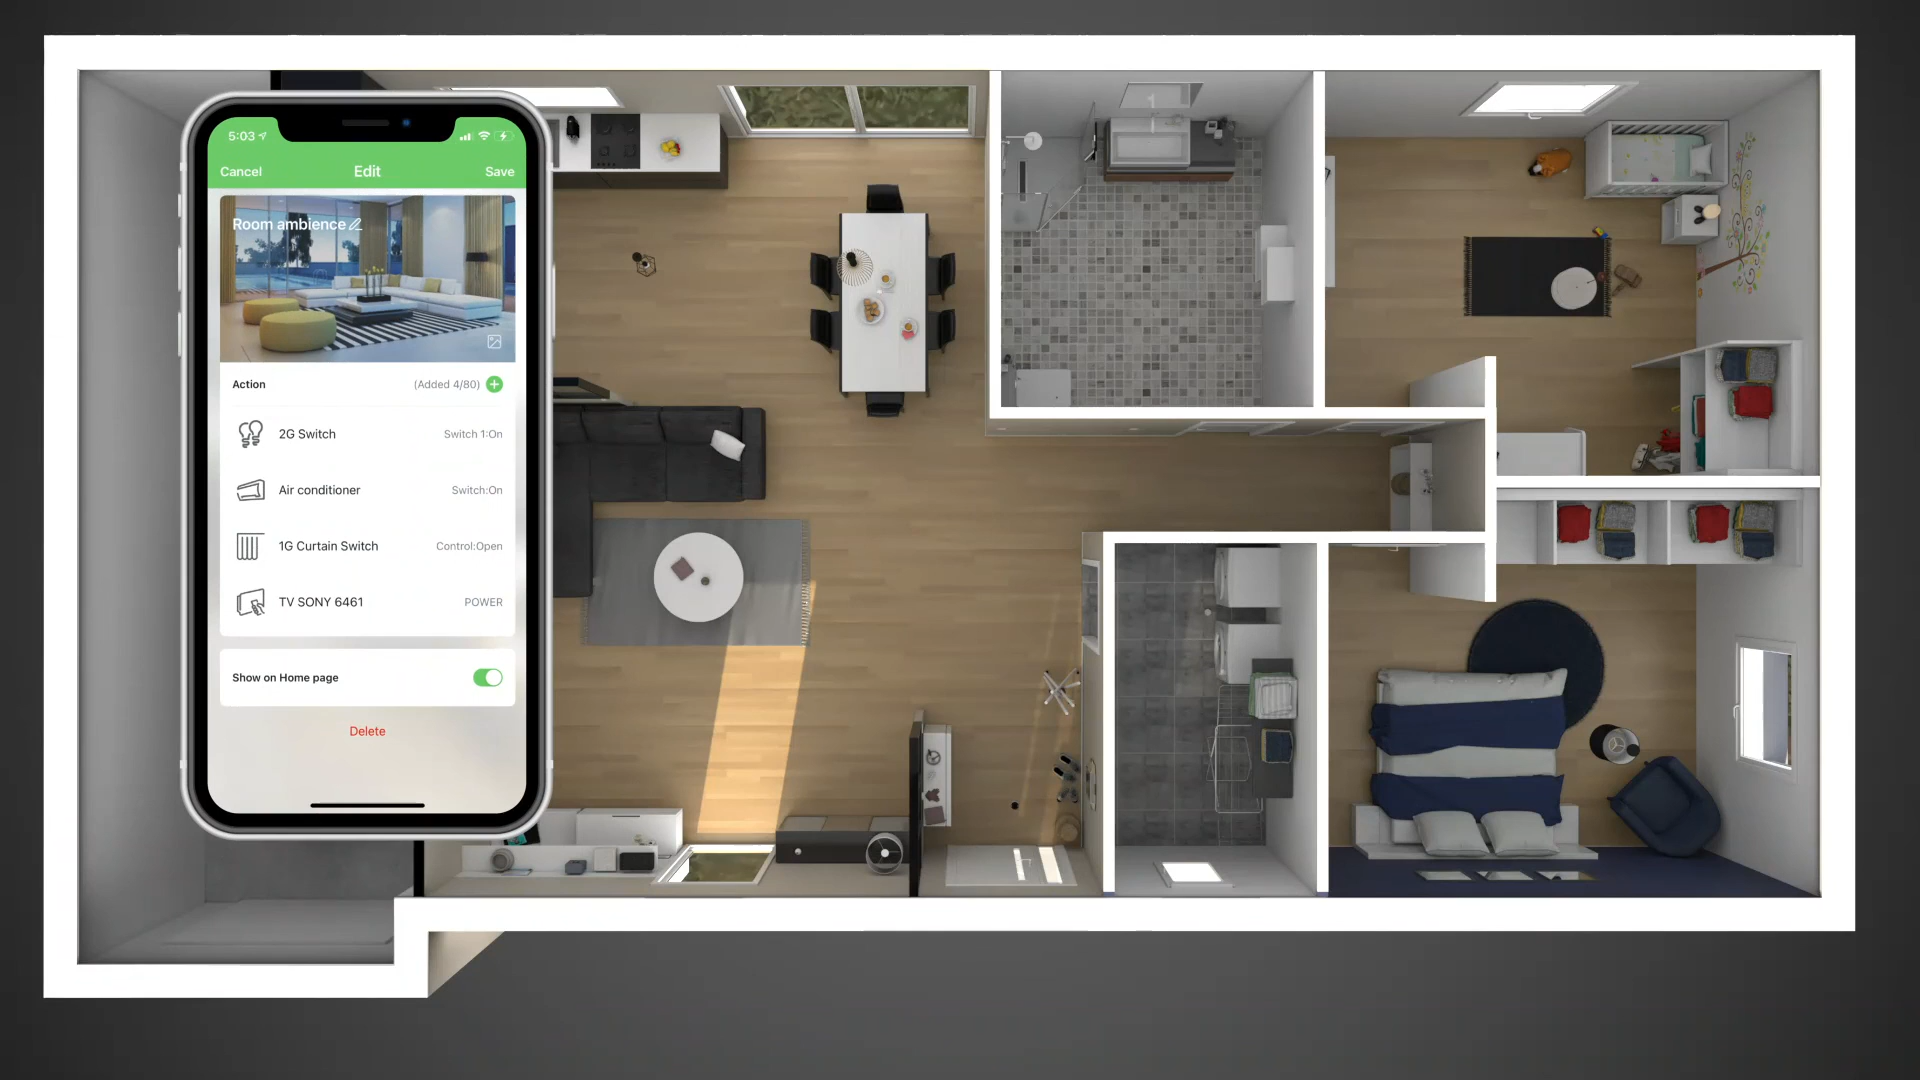 5:03
Cancel Edit Save
Room ambience
Action (Added 4/80)
2G Switch Switch 1:On
Air conditioner Switch:On
1G Curtain Switch Control:Open
TV SONY 6461 POWER
Show on Home page
Delete